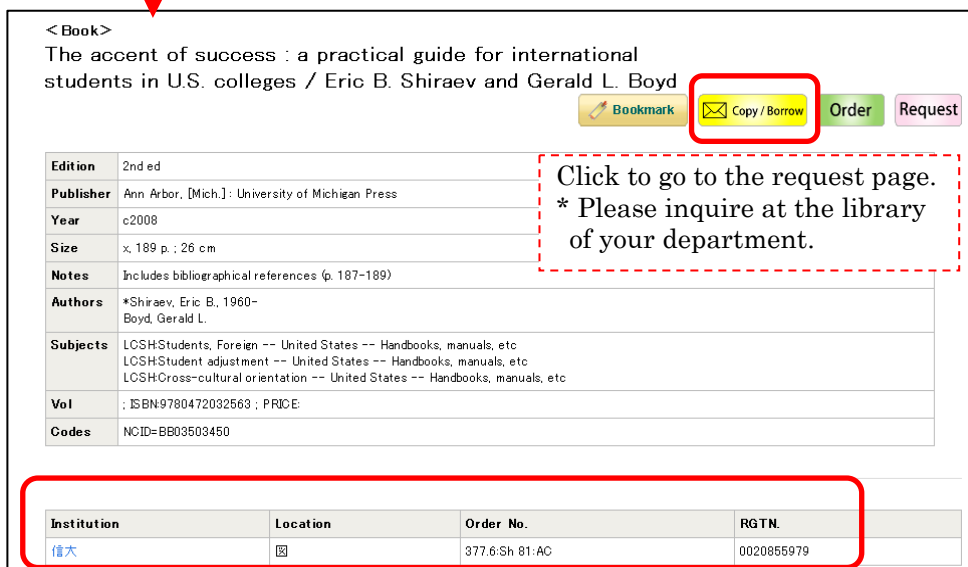 <Book>
The accent of success : a practical guide for international
students in U.S. colleges / Eric B. Shiraev and Gerald L. Boyd
Bookmark Copy / Borrow Order Request
Edition 2nd ed
Publisher Ann Arbor, [Mich.] : University of Michigan Press
Year c2008
Size x, 189 p. ; 26 cm
Notes Includes bibliographical references (p. 187-189)
Authors *Shiraev, Eric B., 1960-
Boyd, Gerald L.
Subjects LCSH:Students, Foreign -- United States -- Handbooks, manuals, etc
LCSH:Student adjustment -- United States -- Handbooks, manuals, etc
LCSH:Cross-cultural orientation -- United States -- Handbooks, manuals, etc
Vol ; ISBN:9780472032563 ; PRICE:
Codes NCID=BB03503450
Click to go to the request page.
* Please inquire at the library
of your department.
Institution Location Order No. RGTN.
信大 図 377.6:Sh 81:AC 0020855979